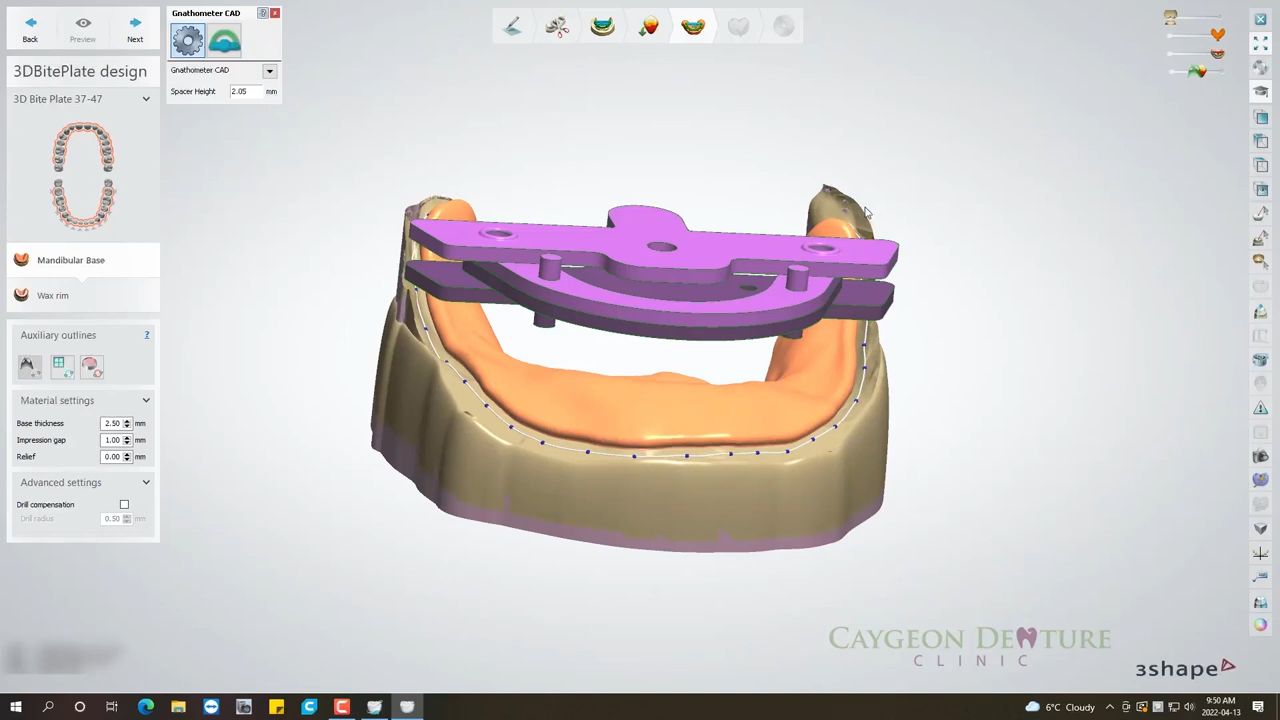 Gnathometer CAD
?
Back
Preview
Next
Gnathometer CAD
3DBitePlate design
Spacer Height
2.05
mm
3D Bite Plate 37-47
Mandibular Base
Wax rim
Auxiliary outlines
?
Material settings
Base thickness
2.50
mm
Impression gap
1.00
mm
Relief
0.00
mm
Advanced settings
Drill compensation
Drill radius
0.50
mm
CAYGEON DENTURE
CLINIC
3shape
6°C Cloudy
9:50 AM
2022-04-13